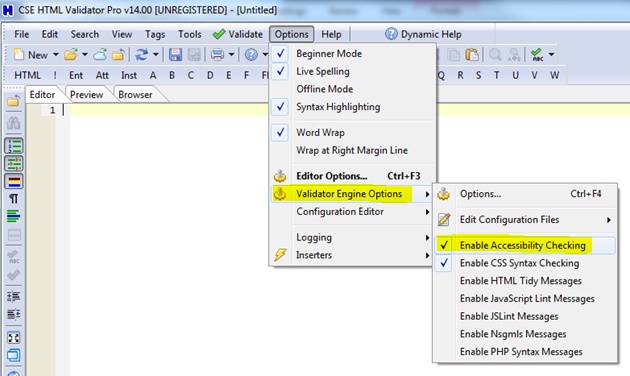 CSE HTML Validator Pro v14.00 [UNREGISTERED] - [Untitled]
File Edit Search View Tags Tools Validate Options Help Dynamic Help
New
HTML ! Ent Att Inst A B C D E F Q R T W
Editor Preview Browser
1
Beginner Mode
Live Spelling
Offline Mode
Syntax Highlighting
Word Wrap
Wrap at Right Margin Line
Editor Options... Ctrl+F3
Validator Engine Options
Configuration Editor
Logging
Inserters
Options... Ctrl+F4
Edit Configuration Files
Enable Accessibility Checking
Enable CSS Syntax Checking
Enable HTML Tidy Messages
Enable JavaScript Lint Messages
Enable JSLint Messages
Enable Nsgmls Messages
Enable PHP Syntax Messages